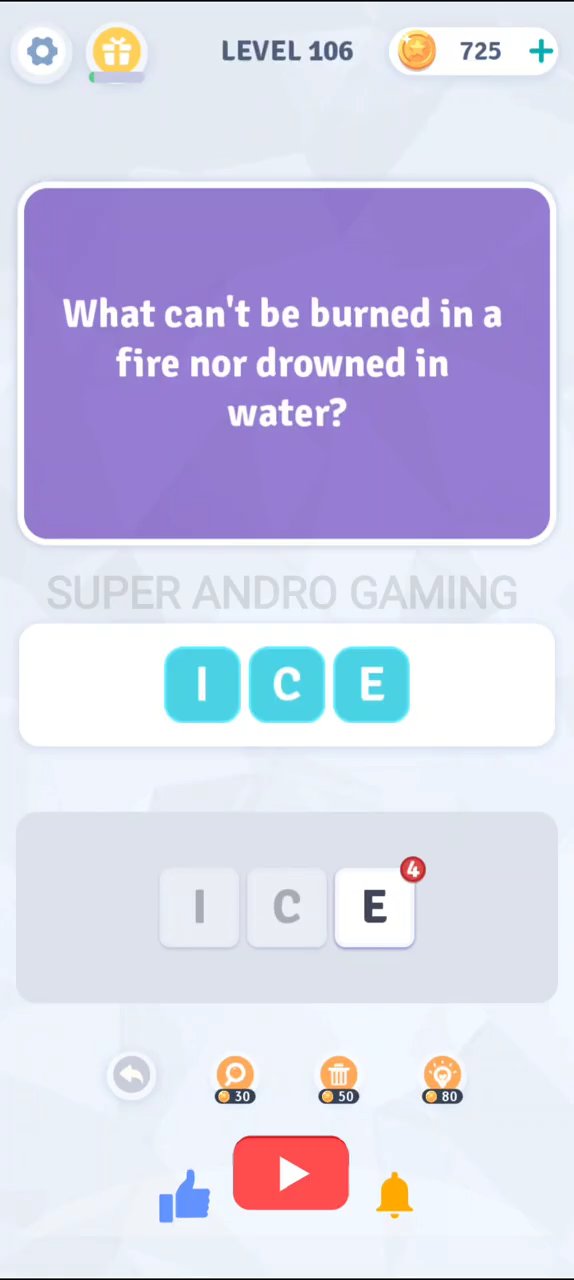 LEVEL 106
725
What can't be burned in a
fire nor drowned in
water?
SUPER ANDRO GAMING
I C E
4
I C E
30 50 80